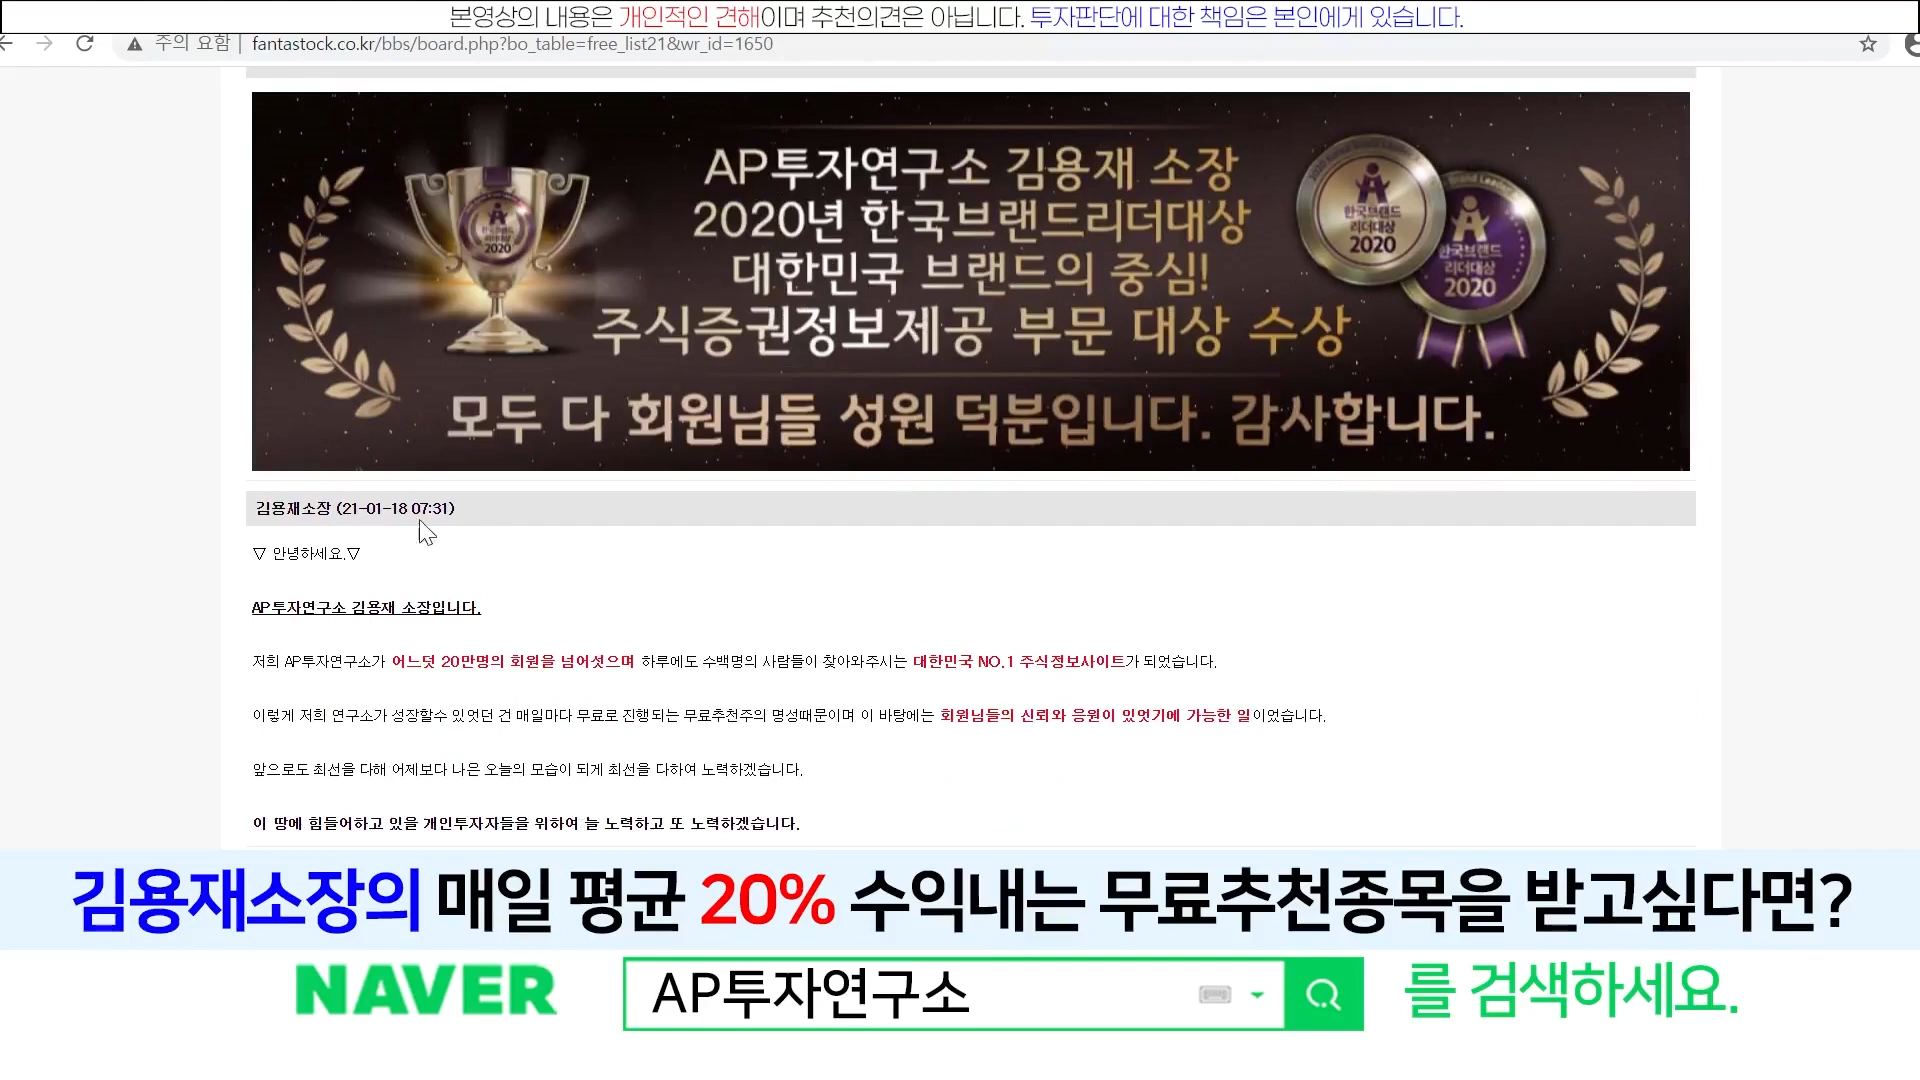 본영상의 내용은 개인적인 견해이며 추천의견은 아닙니다. 투자판단에 대한 책임은 본인에게 있습니다.
주의 요함 | fantastock.co.kr/bbs/board.php?bo_table=free_list21&wr_id=1650
AP투자연구소 김용재 소장
2020년 한국브랜드리더대상
대한민국 브랜드의 중심!
주식증권정보제공 부문 대상 수상
모두 다 회원님들 성원 덕분입니다. 감사합니다.
한국브랜드
리더대상
2020
한국브랜드
리더대상
2020
한국브랜드
리더대상
2020
김용재소장 (21-01-18 07:31)
▽ 안녕하세요.▽
AP투자연구소 김용재 소장입니다.
저희 AP투자연구소가 어느덧 20만명의 회원을 넘어섯으며 하루에도 수백명의 사람들이 찾아와주시는 대한민국 NO.1 주식정보사이트가 되었습니다.
이렇게 저희 연구소가 성장할수 있엇던 건 매일마다 무료로 진행되는 무료추천주의 명성때문이며 이 바탕에는 회원님들의 신뢰와 응원이 있엇기에 가능한 일이었습니다.
앞으로도 최선을 다해 어제보다 나은 오늘의 모습이 되게 최선을 다하여 노력하겠습니다.
이 땅에 힘들어하고 있을 개인투자자들을 위하여 늘 노력하고 또 노력하겠습니다.
김용재소장의 매일 평균 20% 수익내는 무료추천종목을 받고싶다면?
NAVER AP투자연구소 를 검색하세요.